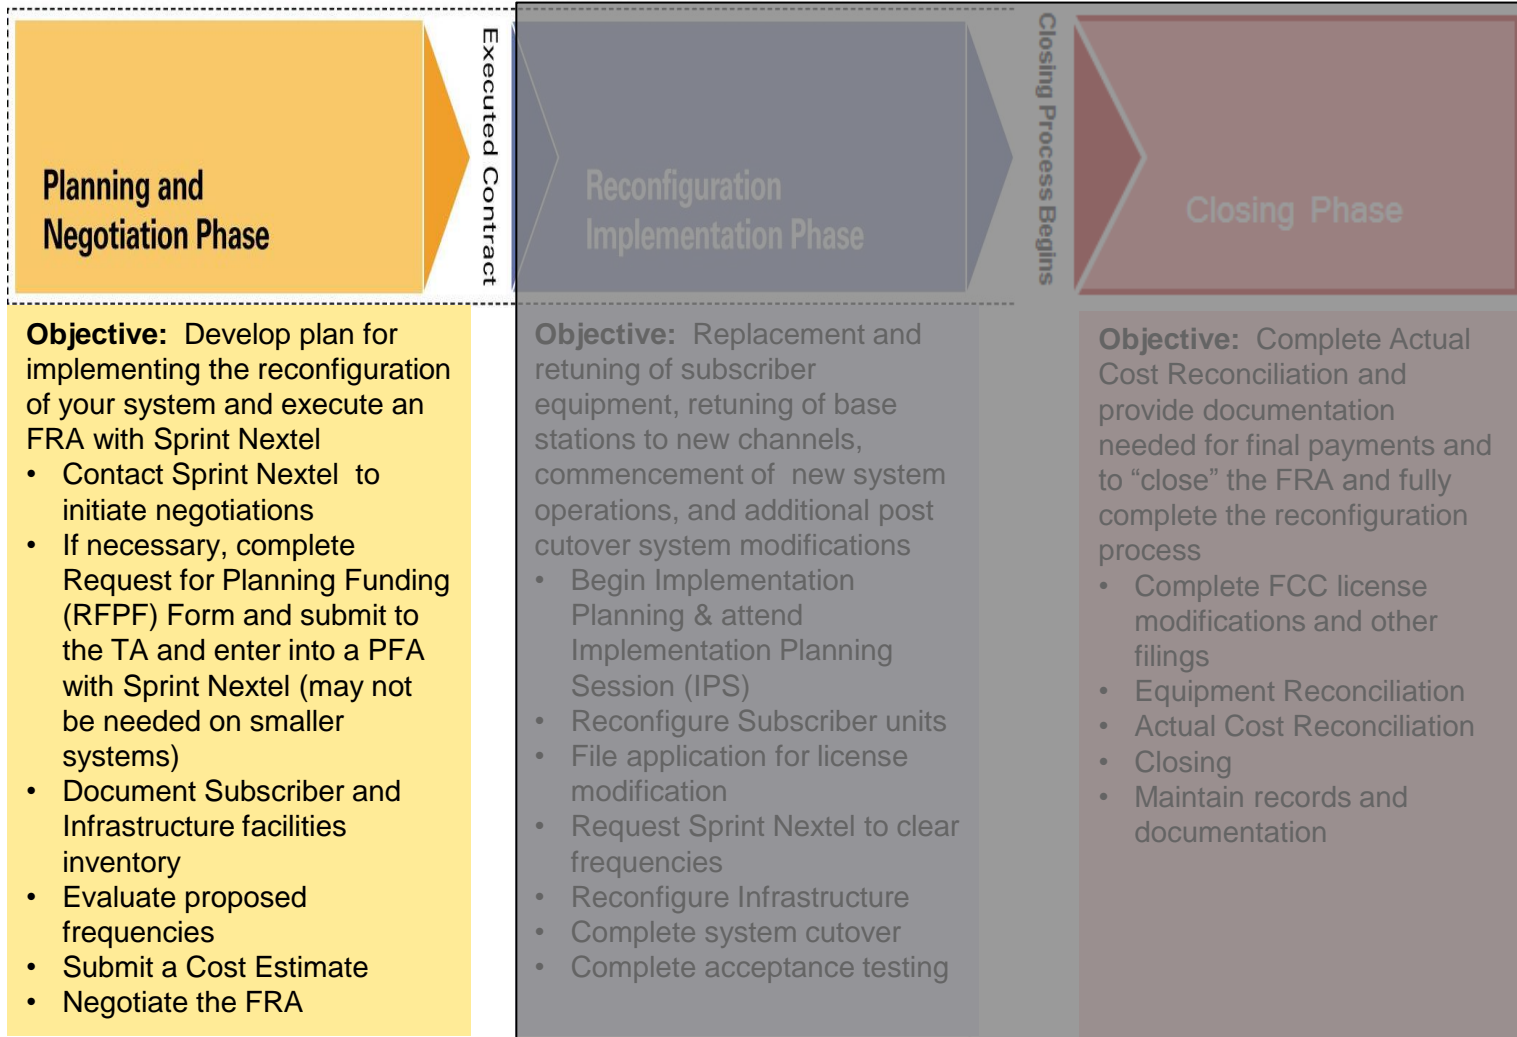 Planning and
Negotiation Phase
Executed Contract
Reconfiguration
Implementation Phase
Closing Process Begins
Closing Phase
Objective:  Develop plan for
implementing the reconfiguration
of your system and execute an
FRA with Sprint Nextel
• Contact Sprint Nextel  to
initiate negotiations
• If necessary, complete
Request for Planning Funding
(RFPF) Form and submit to
the TA and enter into a PFA
with Sprint Nextel (may not
be needed on smaller
systems)
• Document Subscriber and
Infrastructure facilities
inventory
• Evaluate proposed
frequencies
• Submit a Cost Estimate
• Negotiate the FRA
Objective:  Replacement and
retuning of subscriber
equipment, retuning of base
stations to new channels,
commencement of  new system
operations, and additional post
cutover system modifications
• Begin Implementation
Planning & attend
Implementation Planning
Session (IPS)
• Reconfigure Subscriber units
• File application for license
modification
• Request Sprint Nextel to clear
frequencies
• Reconfigure Infrastructure
• Complete system cutover
• Complete acceptance testing
Objective:  Complete Actual
Cost Reconciliation and
provide documentation
needed for final payments and
to “close” the FRA and fully
complete the reconfiguration
process
• Complete FCC license
modifications and other
filings
• Equipment Reconciliation
• Actual Cost Reconciliation
• Closing
• Maintain records and
documentation